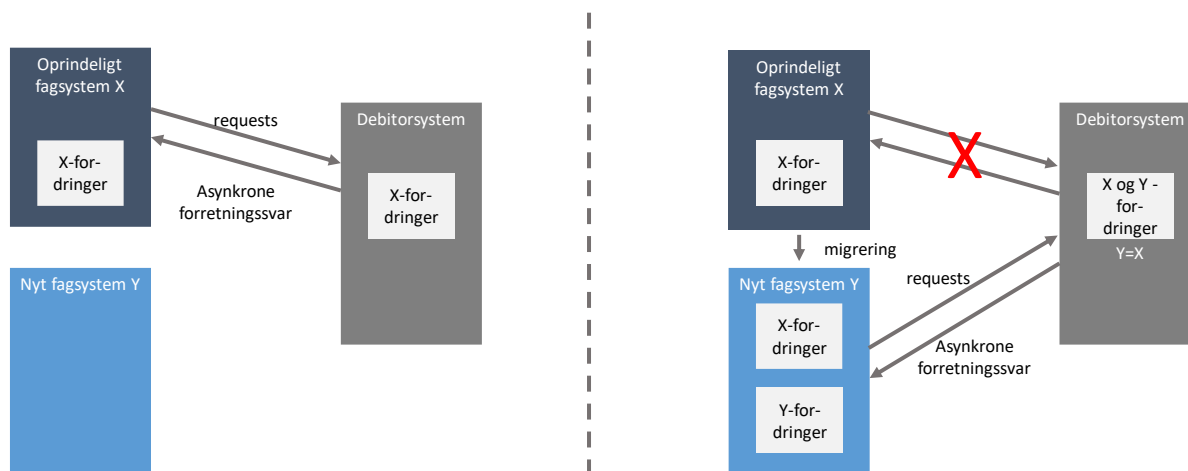 Oprindeligt
fagsystem X
X-for-
dringer
requests
Asynkrone
forretningssvar
Debitorsystem
X-for-
dringer
Nyt fagsystem Y
Oprindeligt
fagsystem X
X-for-
dringer
X
Debitorsystem
X og Y -
for-
dringer
Y=X
migrering
requests
Asynkrone
forretningssvar
Nyt fagsystem Y
X-for-
dringer
Y-for-
dringer